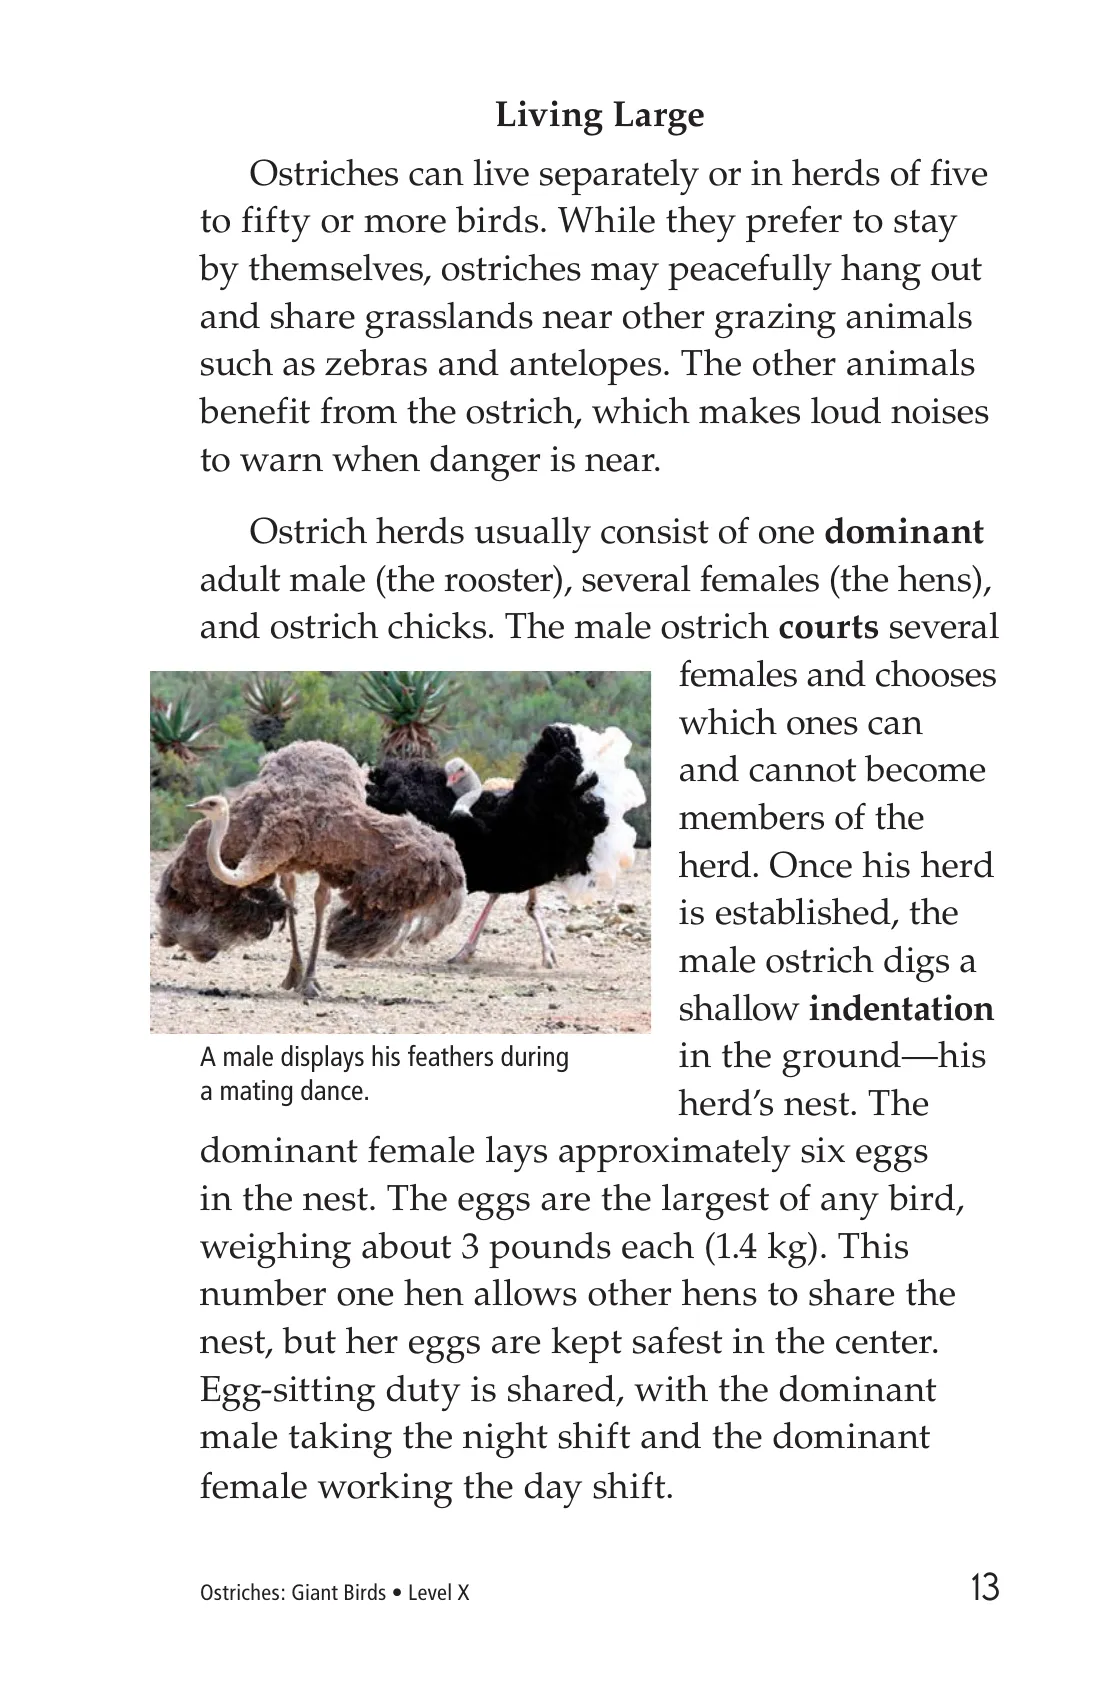 Living Large
Ostriches can live separately or in herds of five
to fifty or more birds. While they prefer to stay
by themselves, ostriches may peacefully hang out
and share grasslands near other grazing animals
such as zebras and antelopes. The other animals
benefit from the ostrich, which makes loud noises
to warn when danger is near.
Ostrich herds usually consist of one dominant
adult male (the rooster), several females (the hens),
and ostrich chicks. The male ostrich courts several
females and chooses
which ones can
and cannot become
members of the
herd. Once his herd
is established, the
male ostrich digs a
shallow indentation
in the ground—his
herd’s nest. The
dominant female lays approximately six eggs
in the nest. The eggs are the largest of any bird,
weighing about 3 pounds each (1.4 kg). This
number one hen allows other hens to share the
nest, but her eggs are kept safest in the center.
Egg-sitting duty is shared, with the dominant
male taking the night shift and the dominant
female working the day shift.
A male displays his feathers during
a mating dance.
Ostriches: Giant Birds • Level X
13